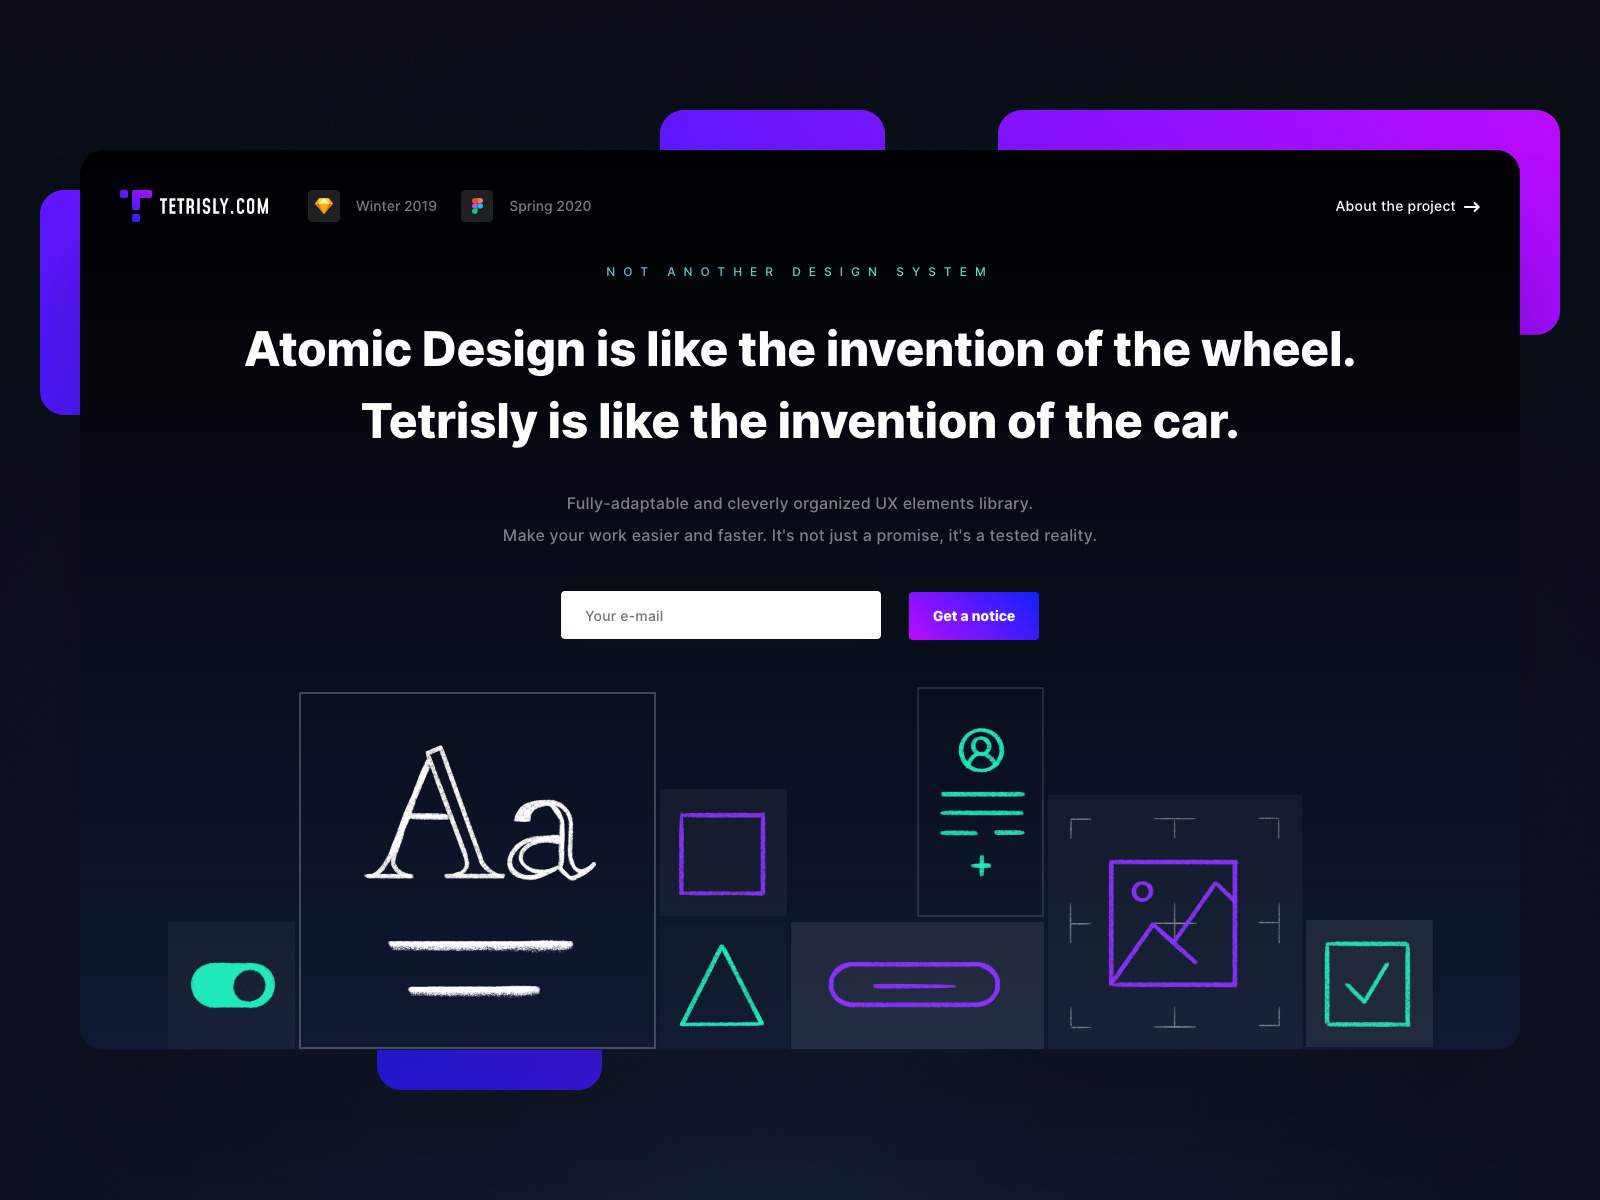 TETRISLY.COM
Winter 2019
Spring 2020
About the project
NOT ANOTHER DESIGN SYSTEM
Atomic Design is like the invention of the wheel.
Tetrisly is like the invention of the car.
Fully-adaptable and cleverly organized UX elements library.
Make your work easier and faster. It's not just a promise, it's a tested reality.
Your e-mail
Get a notice
Aa